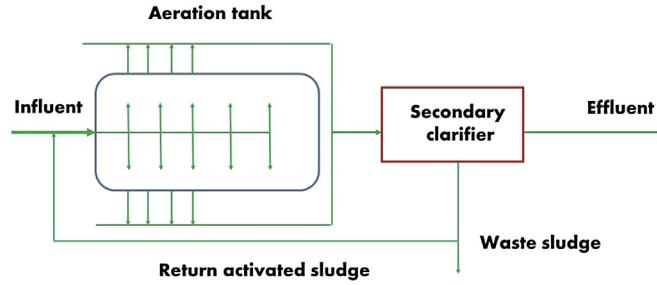 Aeration tank
Influent
Secondary
clarifier
Effluent
Waste sludge
Return activated sludge